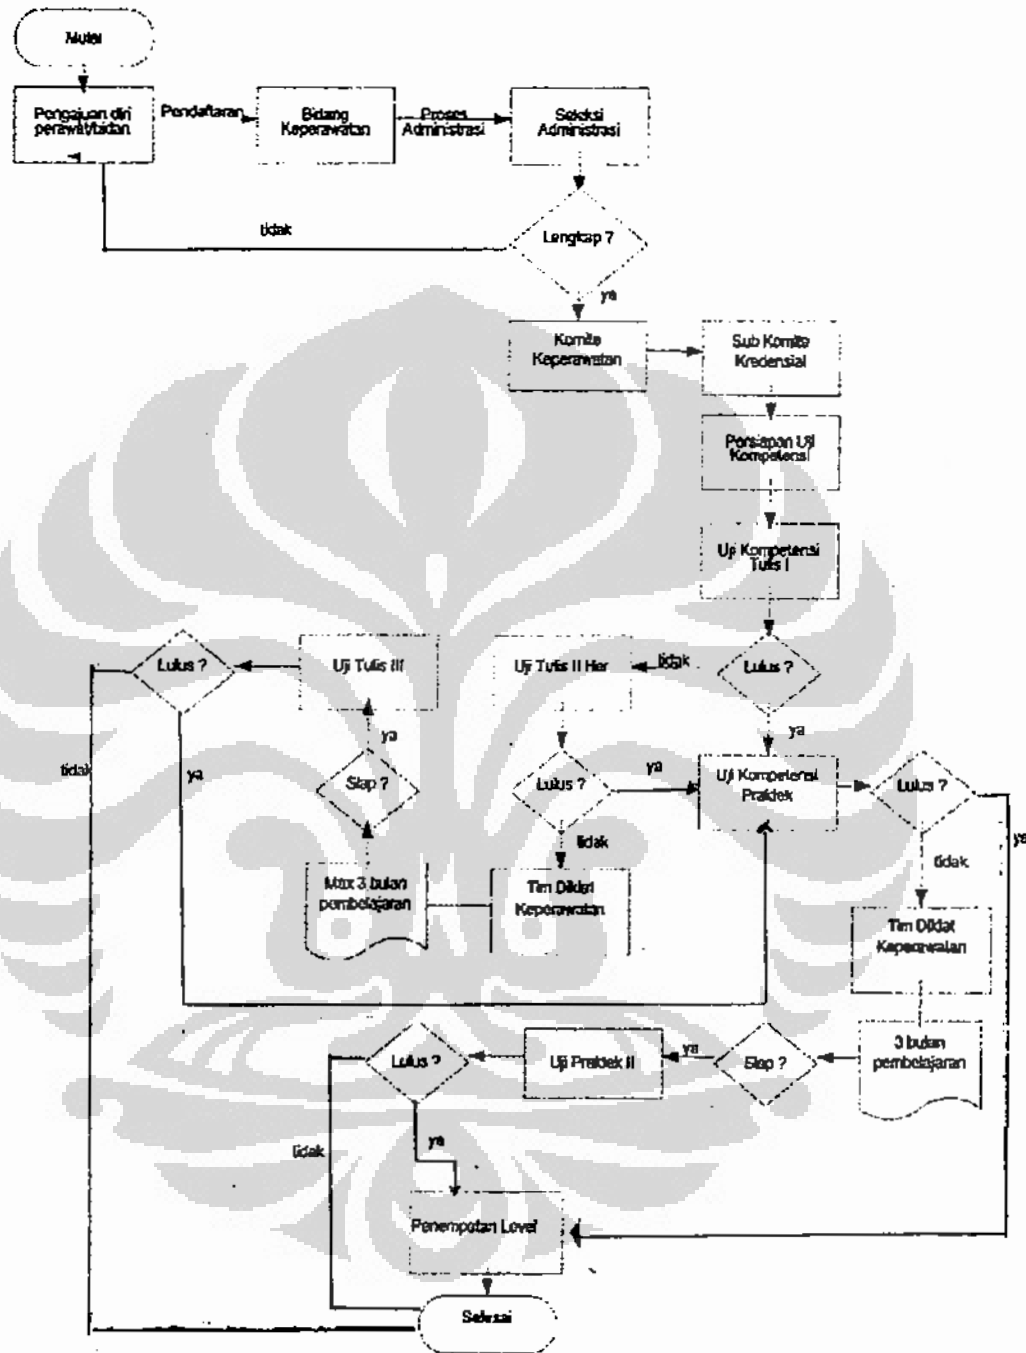 Mulai
Pengajuan diri
perawat/bidan
Pendaftaran
Bidang
Keperawatan
Proses
Administrasi
Seleksi
Administrasi
tidak
Lengkap ?
ya
Komite
Keperawatan
Sub Komite
Kredensial
Persiapan Uji
Kompetensi
Uji Kompetensi
Tulis I
Lulus ?
Uji Tulis III
Uji Tulis II Her
tidak
Lulus ?
ya
ya
tidak
ya
Siap ?
Lulus ?
ya
Uji Kompetensi
Praktek
Lulus ?
ya
tidak
tidak
Max 3 bulan
pembelajaran
Tim Diklat
Keperawatan
Tim Diklat
Keperawatan
Lulus ?
Uji Praktek II
ya
Siap ?
3 bulan
pembelajaran
tidak
ya
Penempatan Level
Selesai